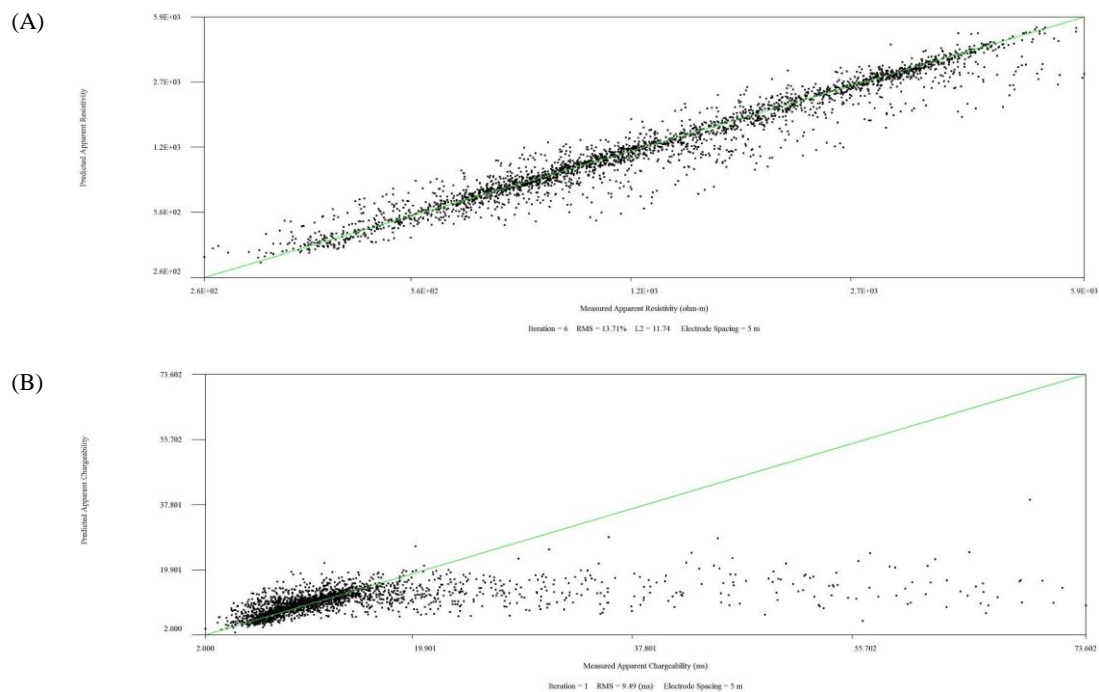 (A)
5.9E+03
2.7E+03
Predicted Apparent Resistivity
1.2E+03
5.6E+02
2.6E+02
2.6E+02 5.6E+02 1.2E+03 2.7E+03 5.9E+03
Measured Apparent Resistivity (ohm-m)
Iteration = 6 RMS = 13.71% L2 = 11.74 Electrode Spacing = 5 m
(B)
73.602
55.702
Predicted Apparent Chargeability
37.801
19.901
2.000
2.000 19.901 37.801 55.702 73.602
Measured Apparent Chargeability (ms)
Iteration = 1 RMS = 9.49 (ms) Electrode Spacing = 5 m